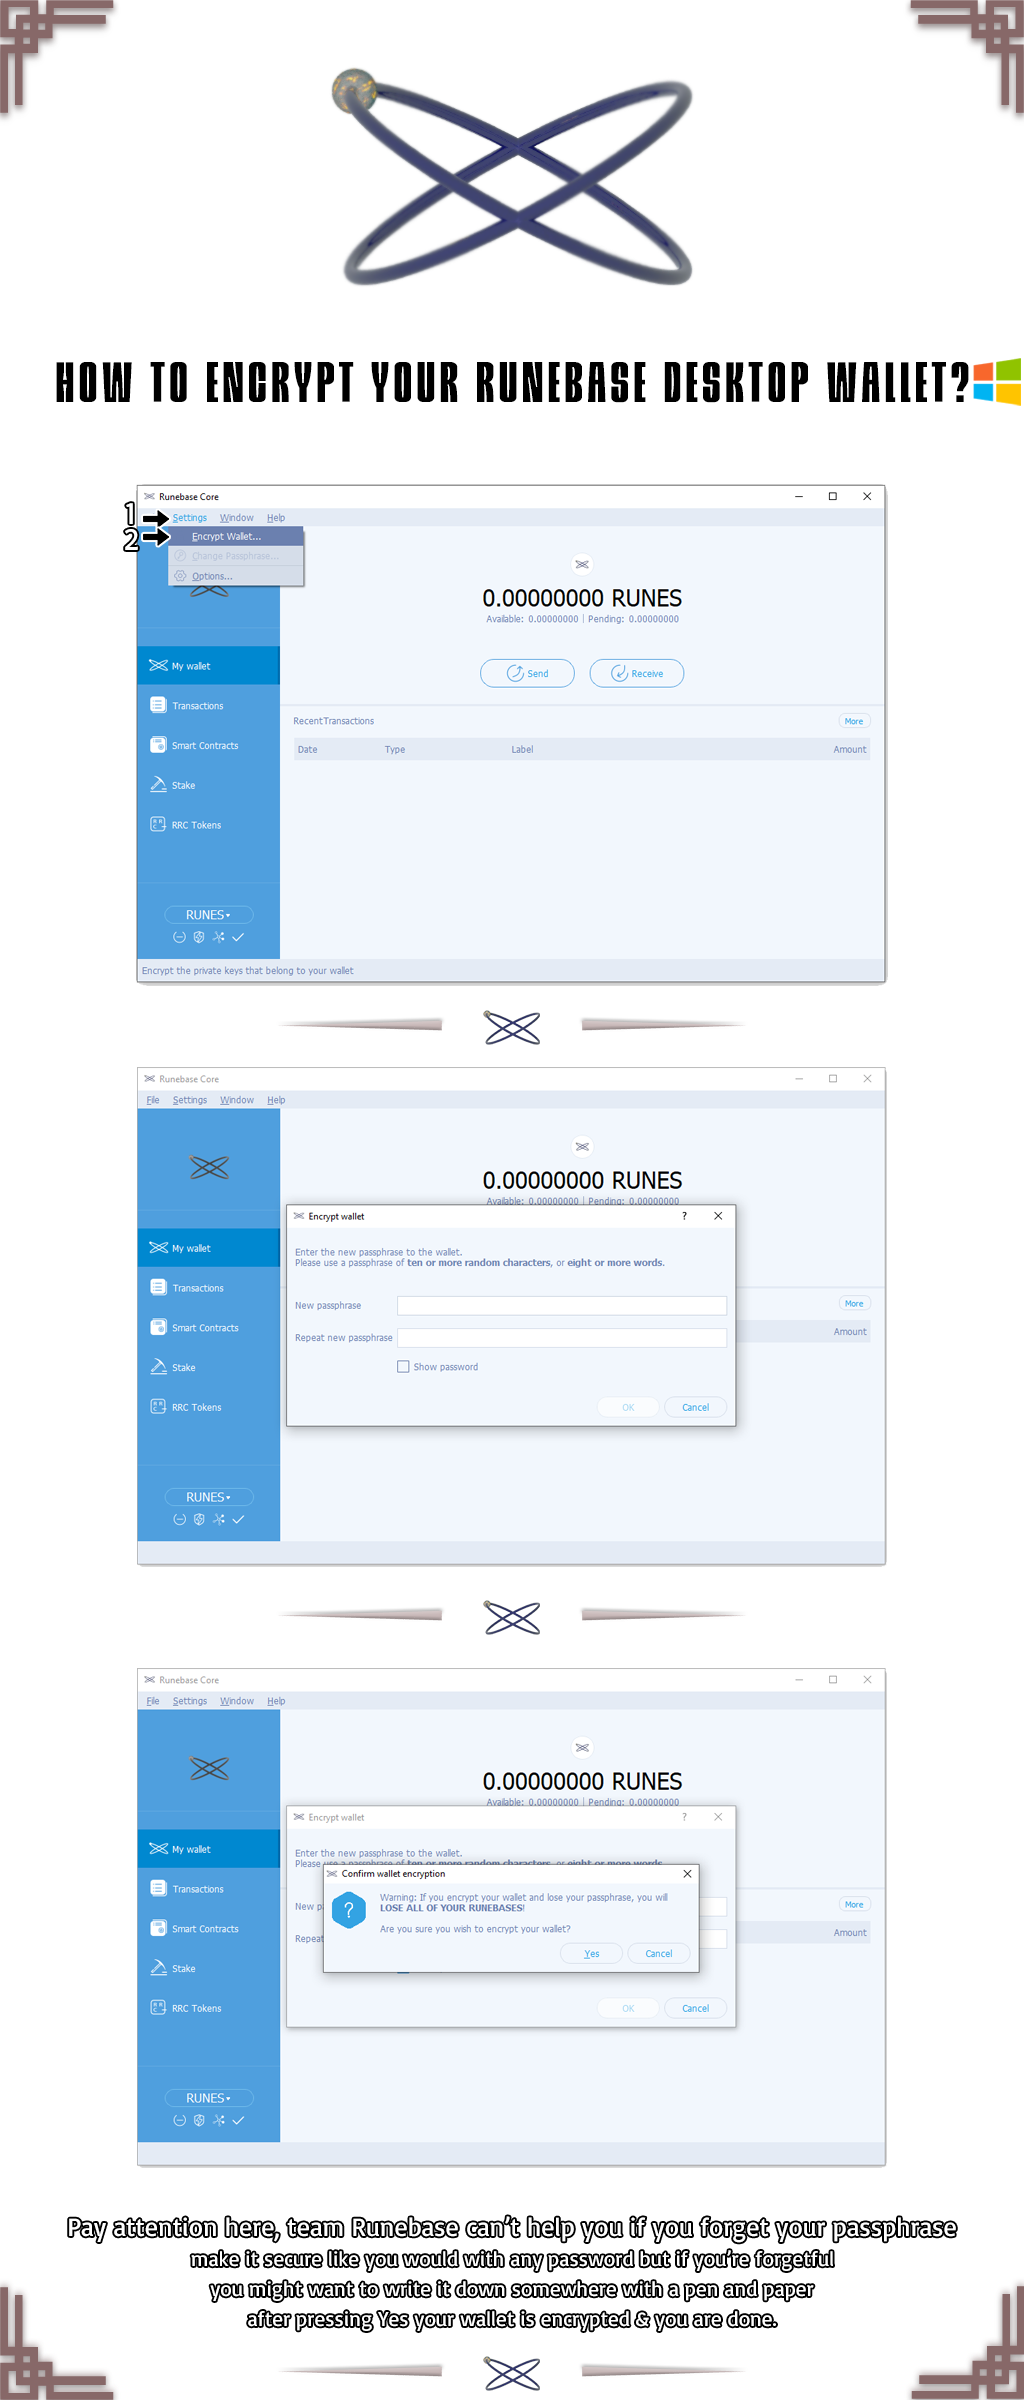 HOW TO ENCRYPT YOUR RUNEBASE DESKTOP WALLET?
Runebase Core
1
Settings Window Help
2
Encrypt Wallet...
Change Passphrase...
Options...
0.00000000 RUNES
Available: 0.00000000 | Pending: 0.00000000
My wallet
Send Receive
Transactions
Recent Transactions More
Smart Contracts
Date Type Label Amount
Stake
RRC Tokens
RUNES
Encrypt the private keys that belong to your wallet
Runebase Core
File Settings Window Help
0.00000000 RUNES
Available: 0.00000000 | Pending: 0.00000000
Encrypt wallet ?
My wallet
Enter the new passphrase to the wallet.
Please use a passphrase of ten or more random characters, or eight or more words.
Transactions
New passphrase
More
Smart Contracts
Repeat new passphrase
Amount
Stake
Show password
RRC Tokens
OK Cancel
RUNES
Runebase Core
File Settings Window Help
0.00000000 RUNES
Available: 0.00000000 | Pending: 0.00000000
Encrypt wallet ?
My wallet
Enter the new passphrase to the wallet.
Please use a passphrase of ten or more random characters, or eight or more words.
Confirm wallet encryption
Transactions
Warning: If you encrypt your wallet and lose your passphrase, you will
LOSE ALL OF YOUR RUNEBASES!
New p
More
Smart Contracts
Are you sure you wish to encrypt your wallet?
Repeat
Amount
Yes Cancel
Stake
RRC Tokens
OK Cancel
RUNES
Pay attention here, team Runebase can't help you if you forget your passphrase
make it secure like you would with any password but if you're forgetful
you might want to write it down somewhere with a pen and paper
after pressing Yes your wallet is encrypted & you are done.